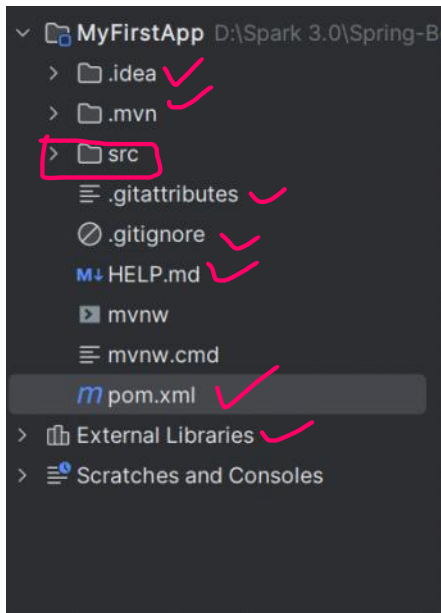 MyFirstApp D:\Spark 3.0\Spring-B
.idea
.mvn
src
.gitattributes
.gitignore
M↓ HELP.md
mvnw
mvnw.cmd
m pom.xml
External Libraries
Scratches and Consoles